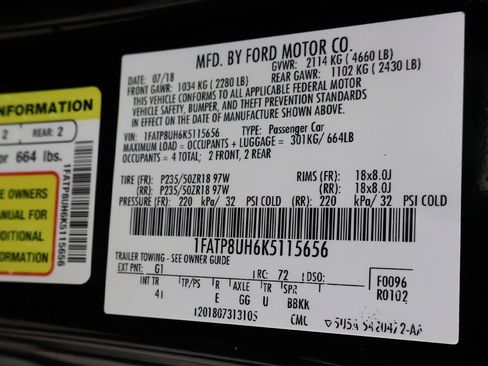 MFD. BY FORD MOTOR CO.
DATE: 07/18 GVWR: 2114 KG ( 4660 LB)
FRONT GAWR: 1034 KG ( 2280 LB) REAR GAWR: 1102 KG ( 2430 LB)
THIS VEHICLE CONFORMS TO ALL APPLICABLE FEDERAL MOTOR
VEHICLE SAFETY, BUMPER, AND THEFT PREVENTION STANDARDS
IN EFFECT ON THE DATE OF MANUFACTURE SHOWN ABOVE.
VIN: 1FATP8UH6K5115656 TYPE: Passenger Car
MAXIMUM LOAD = OCCUPANTS + LUGGAGE = 301KG/ 664LB
OCCUPANTS = 4 TOTAL; 2 FRONT, 2 REAR
TIRE (FR): P235/50ZR18 97W RIMS (FR): 18x8.0J
(RR): P235/50ZR18 97W (RR): 18x8.0J
PRESSURE (FR): 220 kPa/ 32 PSI COLD (RR): 220 kPa/ 32 PSI COLD
1FATP8UH6K5115656
TRAILER TOWING - SEE OWNER GUIDE
EXT PNT: G1 RC: 72 DSO: F0096
INT TR TP/PS R AXLE TR SPR R0102
E GG U BBKK
1201807313105 CMC
INFORMATION
2 REAR: 2
or 664 lbs.
E OWNERS
ANUAL FOR
DDITIONAL
ORMATION
1FATP8UH6K5115656